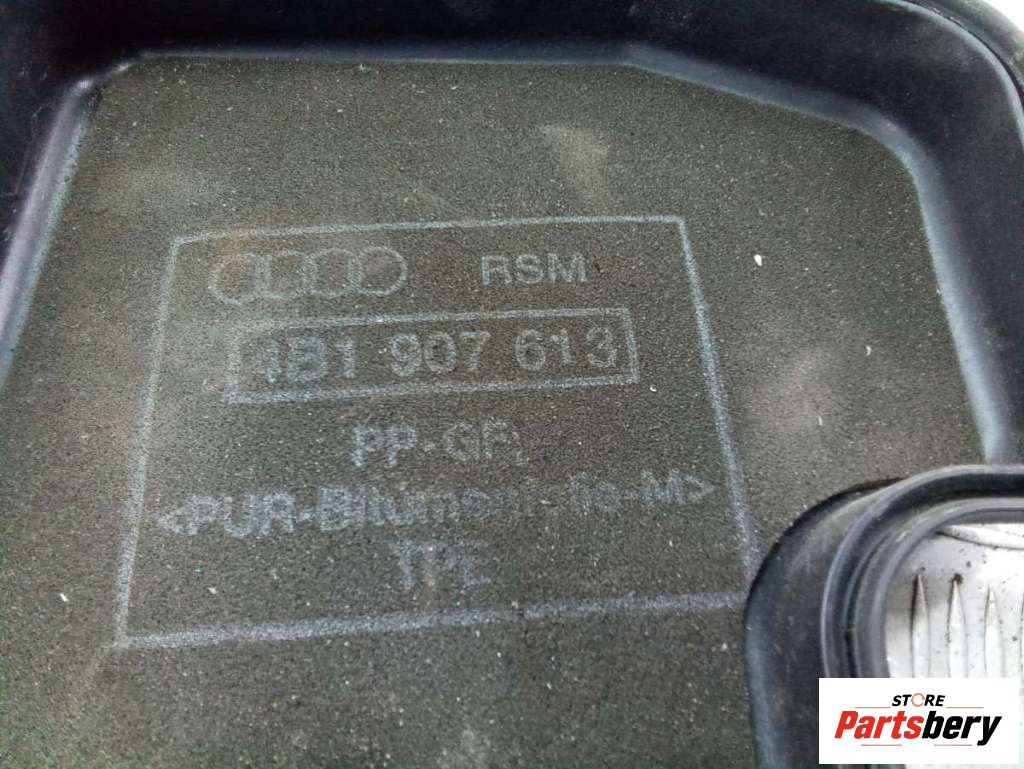 RSM
4B1 907 613
PP-GF,
TPE
STORE
Partsbery